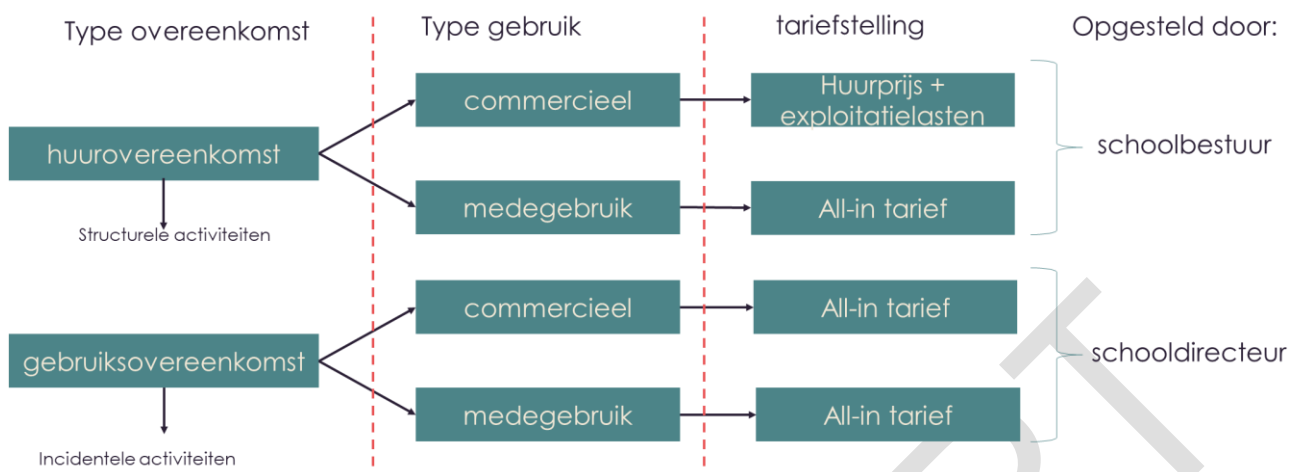 Type overeenkomst
Type gebruik
tariefstelling
Opgesteld door:
commercieel
Huurprijs +
exploitatielasten
huurovereenkomst
schoolbestuur
medegebruik
All-in tarief
Structurele activiteiten
commercieel
All-in tarief
gebruiksovereenkomst
schooldirecteur
medegebruik
All-in tarief
Incidentele activiteiten